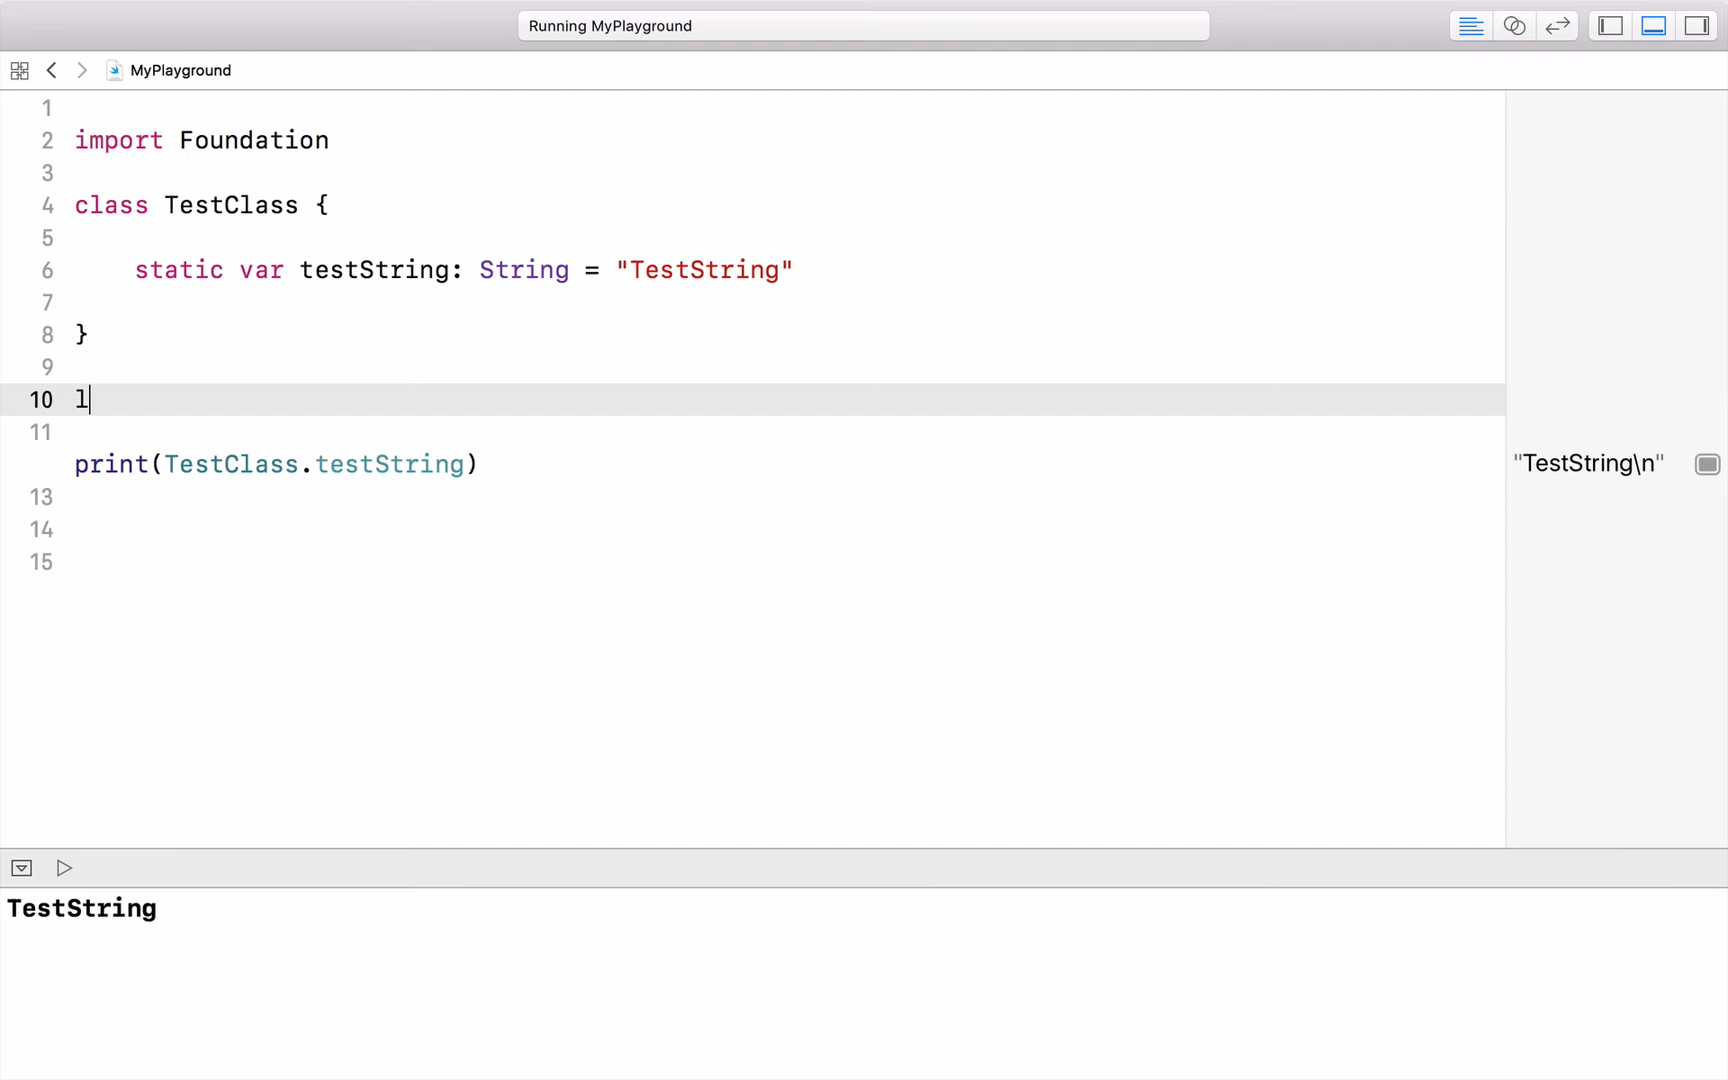 Running MyPlayground
MyPlayground
1
2 import Foundation
3
4 class TestClass {
5
6 static var testString: String = "TestString"
7
8 }
9
10 l
11
print(TestClass.testString) "TestString\n"
13
14
15
TestString